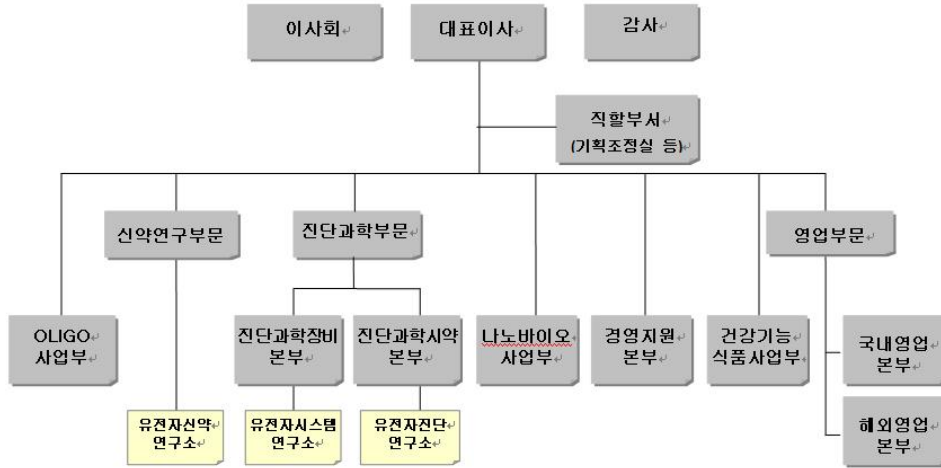 이사회
대표이사
감사
직할부서
(기획조정실 등)
신약연구부문
진단과학부문
영업부문
OLIGO
사업부
진단과학장비
본부
진단과학시약
본부
나노바이오
사업부
경영지원
본부
건강기능
식품사업부
국내영업
본부
유전자신약
연구소
유전자시스템
연구소
유전자진단
연구소
해외영업
본부